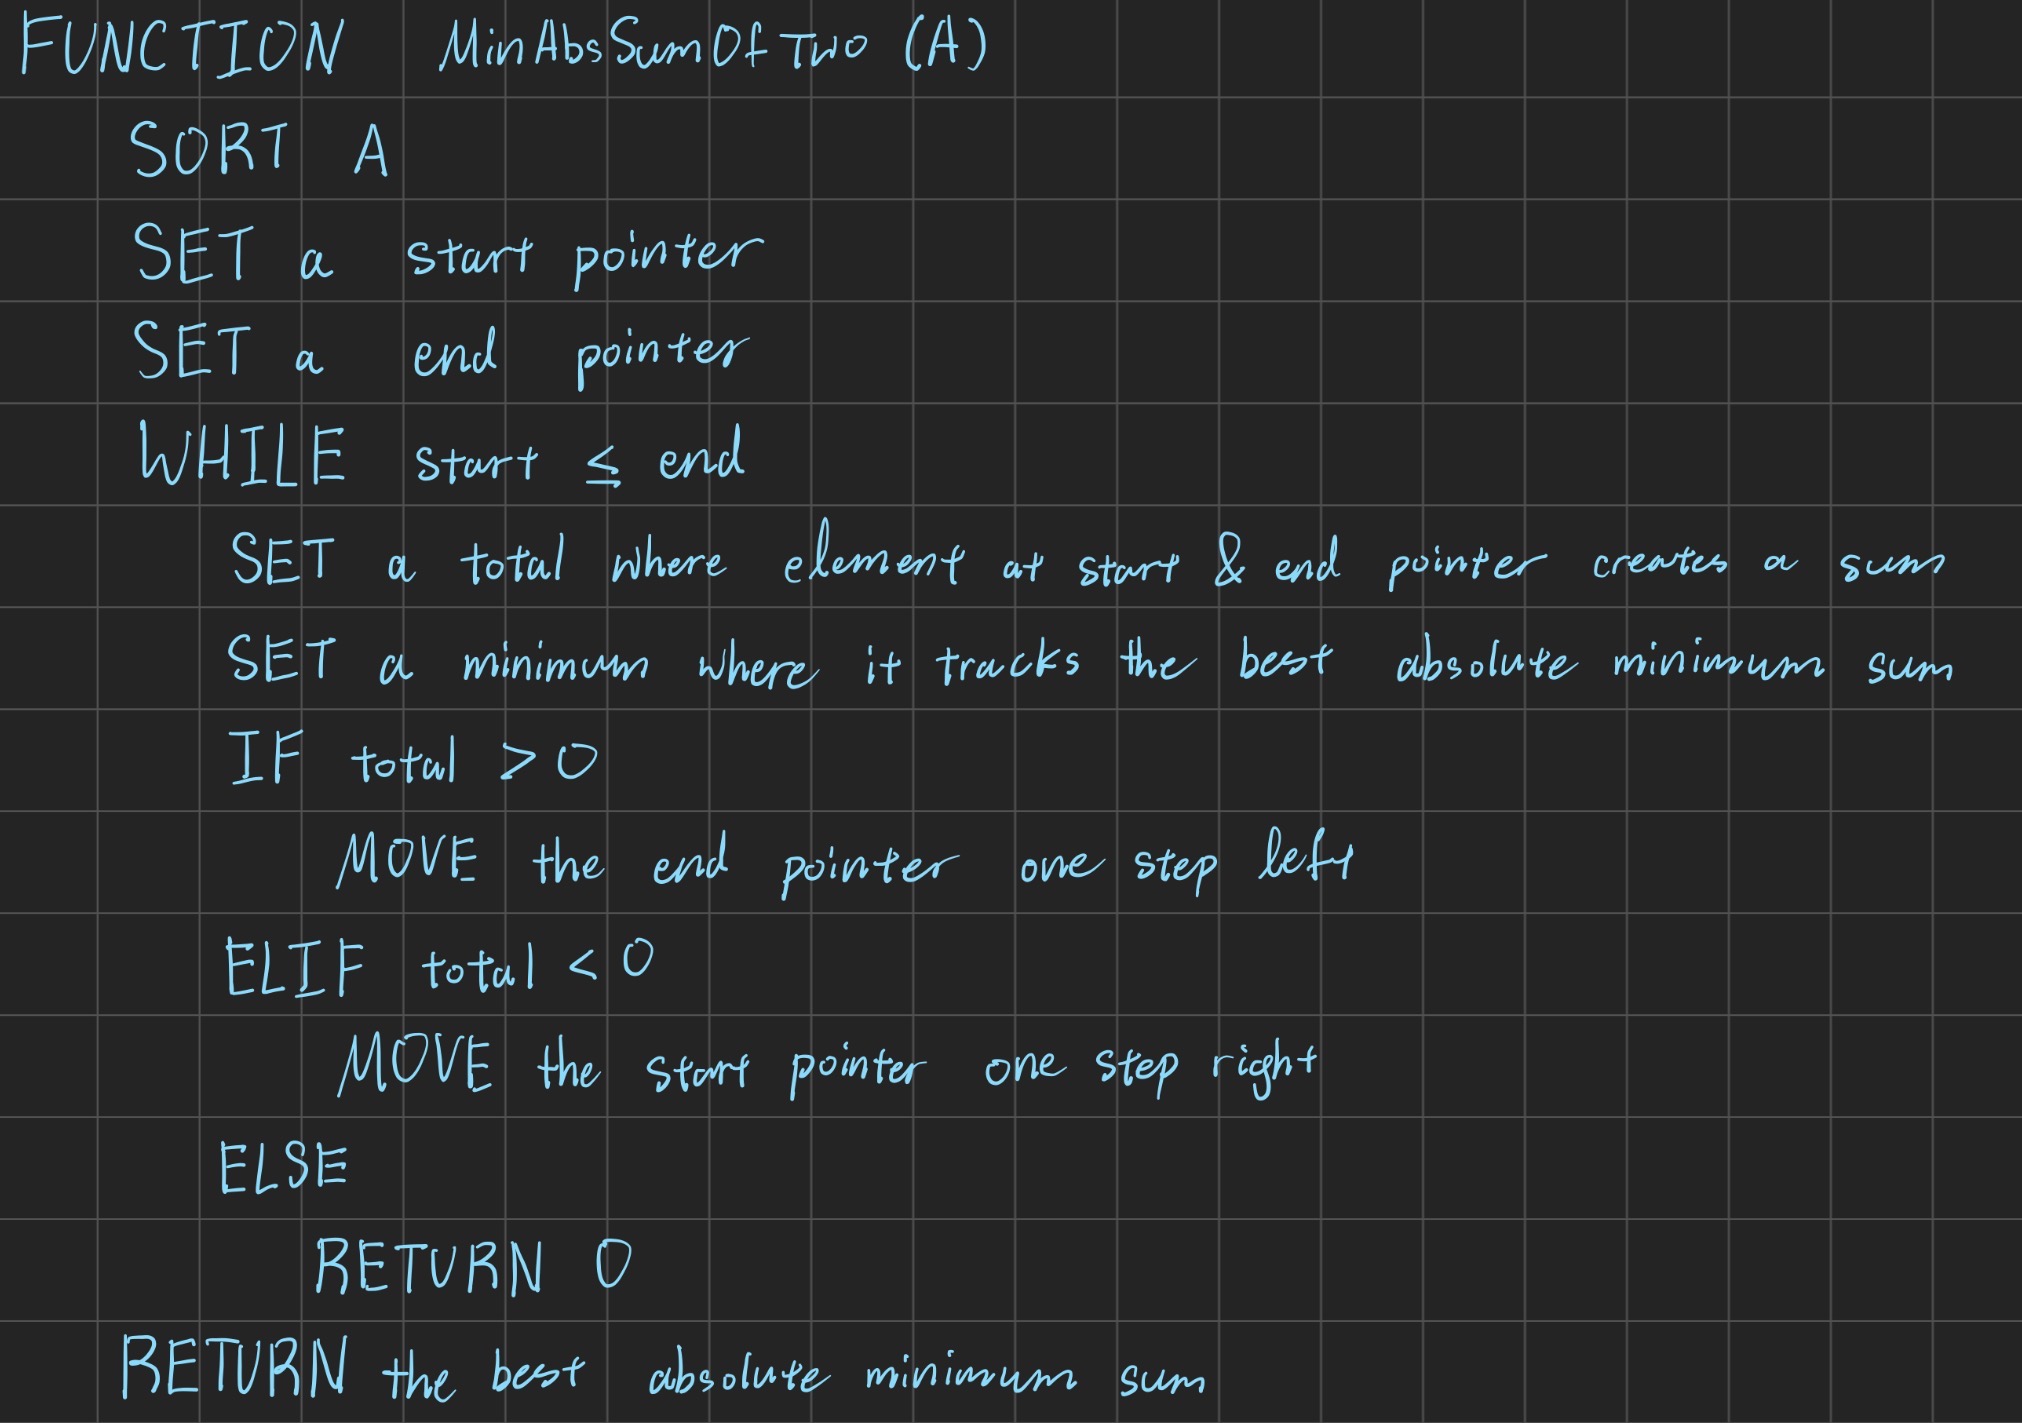 FUNCTION MinAbsSumOfTwo (A)
SORT A
SET a start pointer
SET a end pointer
WHILE start ≤ end
SET a total where element at start & end pointer creates a sum
SET a minimum where it tracks the best absolute minimum sum
IF total > 0
MOVE the end pointer one step left
ELIF total < 0
MOVE the start pointer one step right
ELSE
RETURN 0
RETURN the best absolute minimum sum